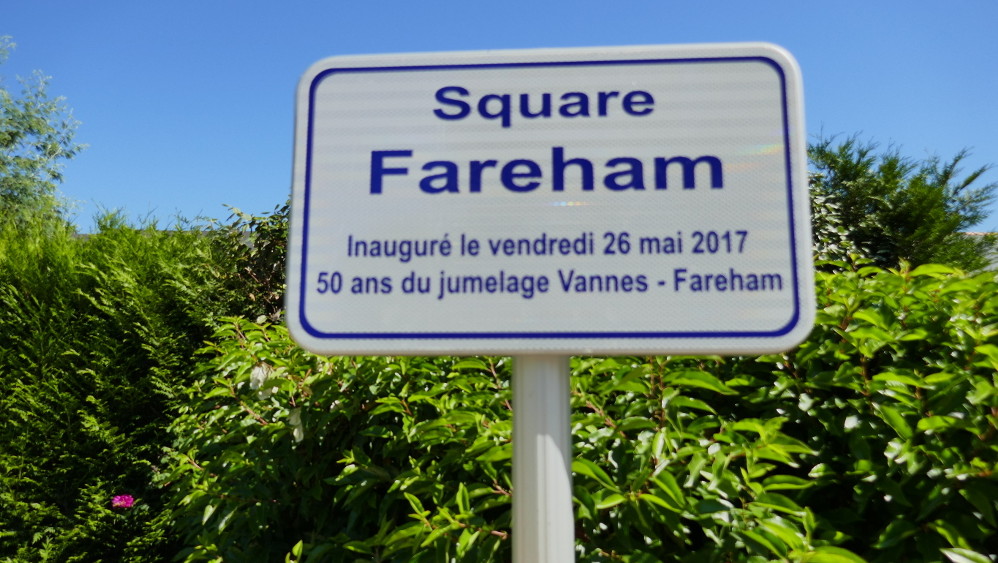 Square
Fareham
Inauguré le vendredi 26 mai 2017
50 ans du jumelage Vannes - Fareham